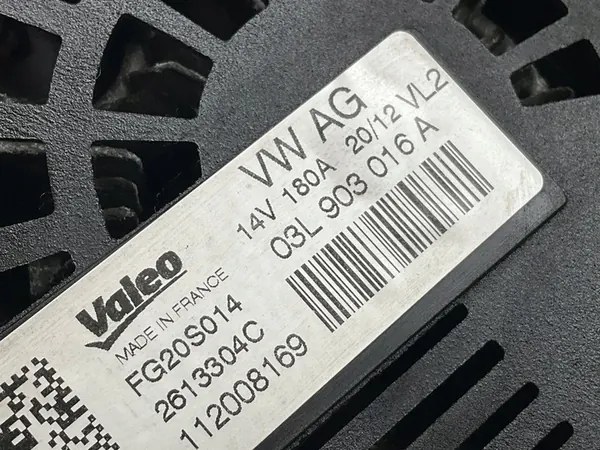 VW AG
14V 180A 20/12 VL2
03L 903 016 A
Valeo
MADE IN FRANCE
FG20S014
2613304C
112008169